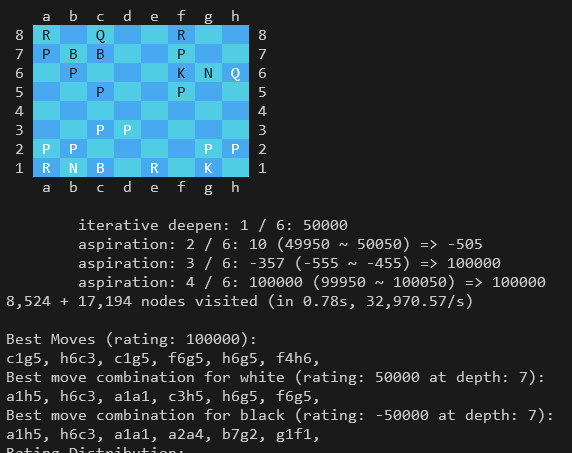 a b c d e f g h
8 R Q R 8
7 P B B P 7
6 P K N Q 6
5 P P 5
4 4
3 P P 3
2 P P P P 2
1 R N B R K 1
a b c d e f g h
iterative deepen: 1 / 6: 50000
aspiration: 2 / 6: 10 (49950 ~ 50050) => -505
aspiration: 3 / 6: -357 (-555 ~ -455) => 100000
aspiration: 4 / 6: 100000 (99950 ~ 100050) => 100000
8,524 + 17,194 nodes visited (in 0.78s, 32,970.57/s)
Best Moves (rating: 100000):
c1g5, h6c3, c1g5, f6g5, h6g5, f4h6,
Best move combination for white (rating: 50000 at depth: 7):
a1h5, h6c3, a1a1, c3h5, h6g5, f6g5,
Best move combination for black (rating: -50000 at depth: 7):
a1h5, h6c3, a1a1, a2a4, b7g2, g1f1,
Rating Distribution: